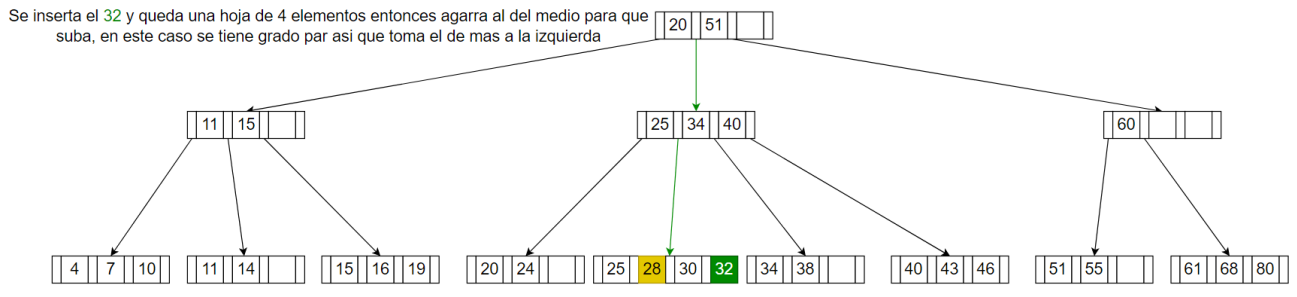 Se inserta el 32 y queda una hoja de 4 elementos entonces agarra al del medio para que
suba, en este caso se tiene grado par asi que toma el de mas a la izquierda
20 51
11 15
25 34 40
60
4 7 10
11 14
15 16 19
20 24
25 28 30 32
34 38
40 43 46
51 55
61 68 80